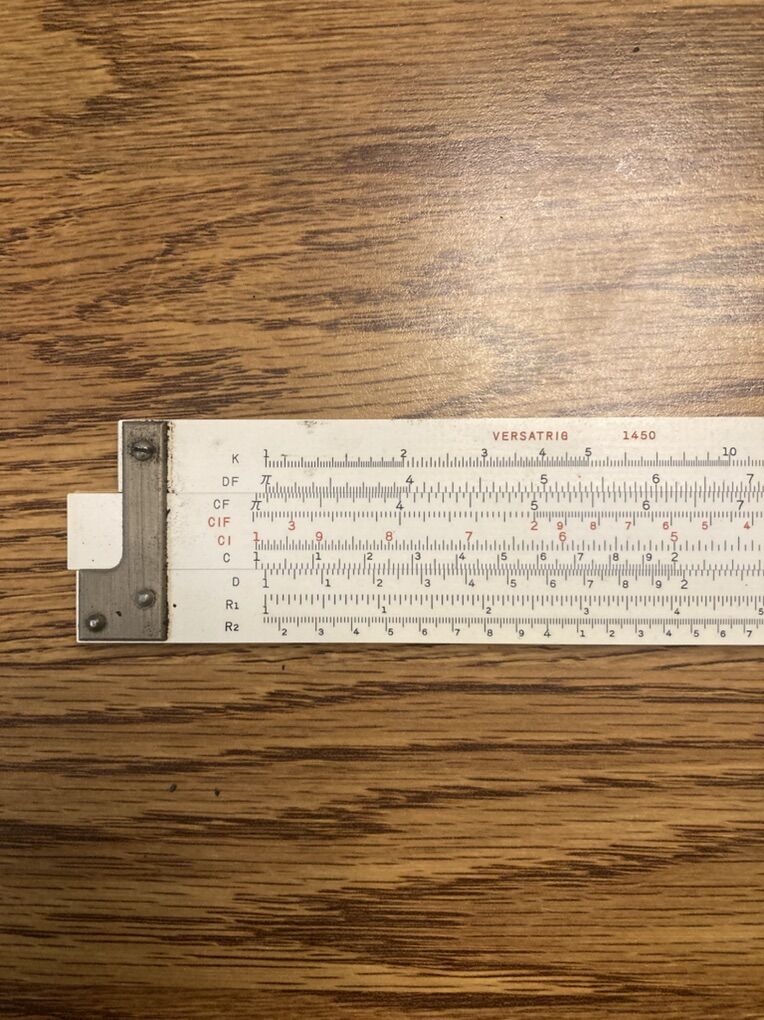 VERSATRIG 1450
K 1 2 3 4 5 10
DF π 4 5 6 7
CF π 4 5 6 7
CIF 3 2 9 8 7 6 5 4
CI 1 9 8 7 6 5
C 1 1 2 3 4 5 6 7 8 9 2
D 1 1 2 3 4 5 6 7 8 9 2
R1 1 1 2 3 4 5
R2 2 3 4 5 6 7 8 9 4 1 2 3 4 5 6 7